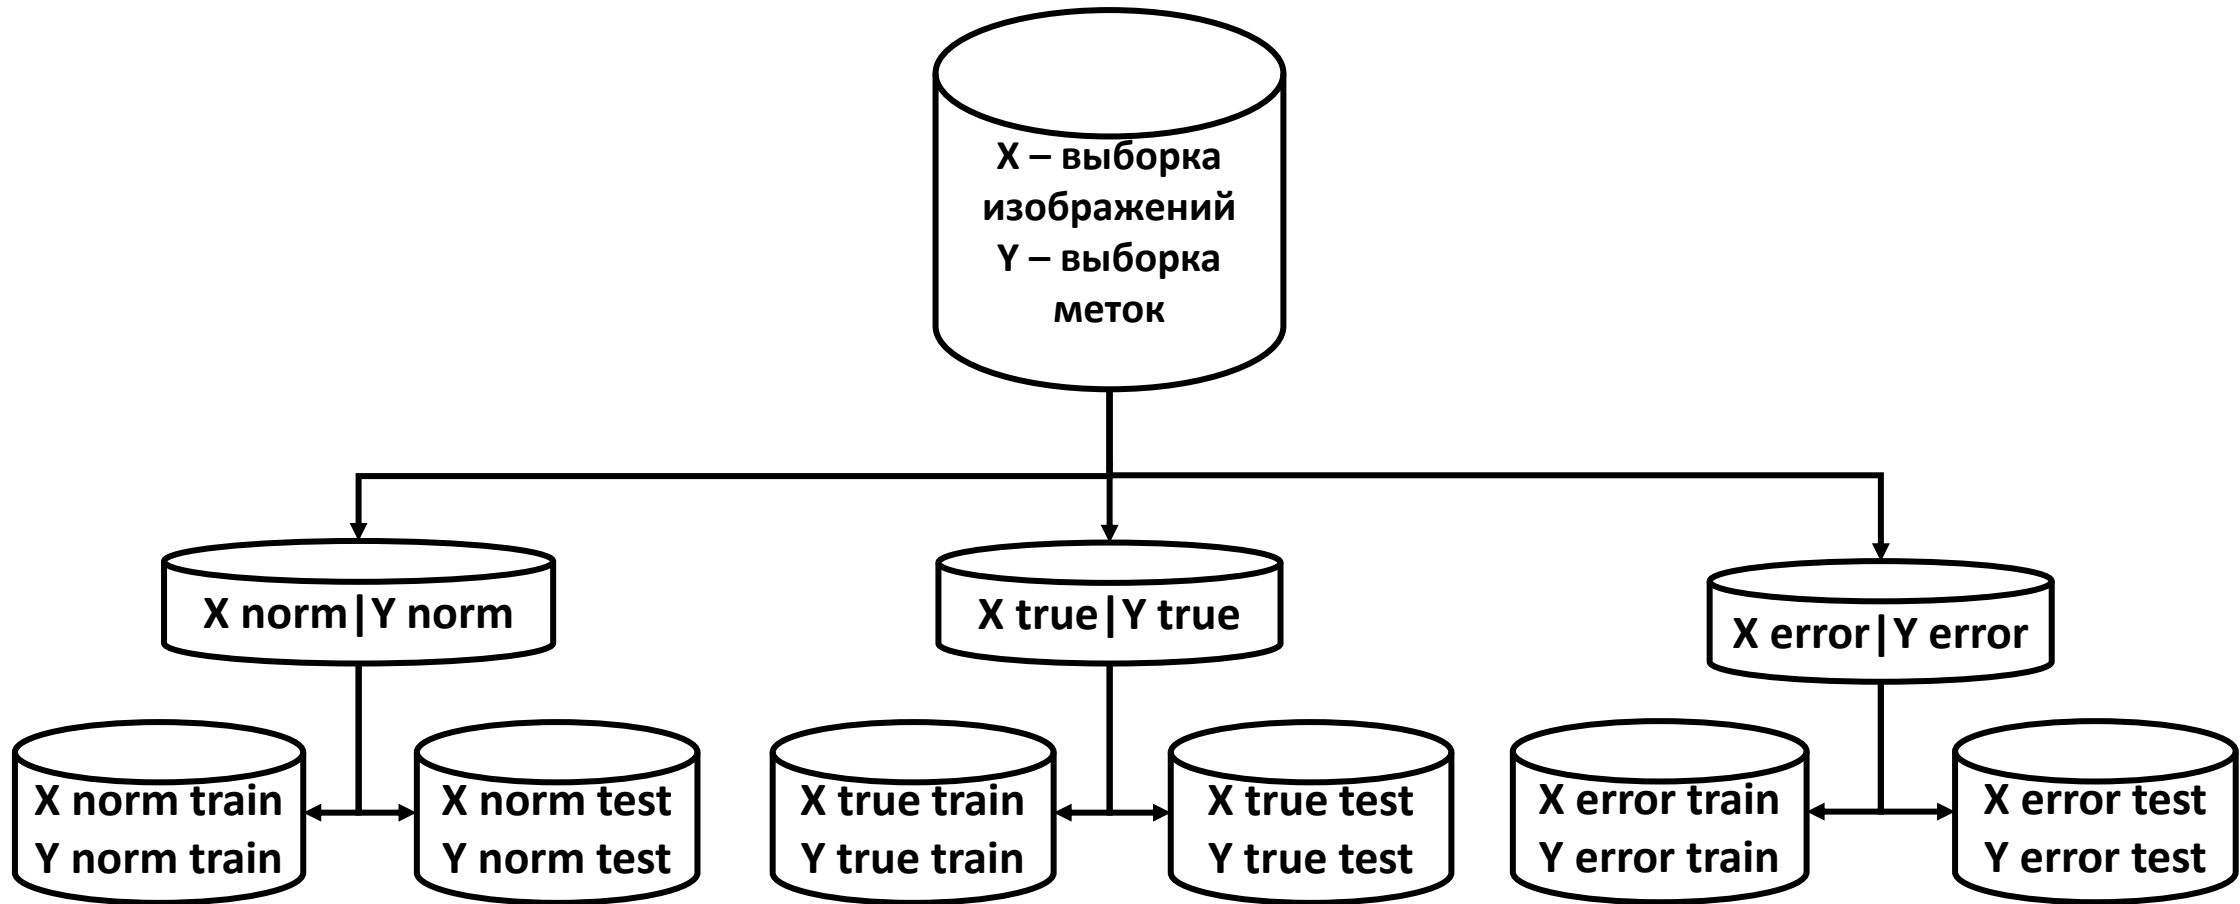 X – выборка
изображений
Y – выборка
меток
X norm|Y norm
X true|Y true
X error|Y error
X norm train
Y norm train
X norm test
Y norm test
X true train
Y true train
X true test
Y true test
X error train
Y error train
X error test
Y error test